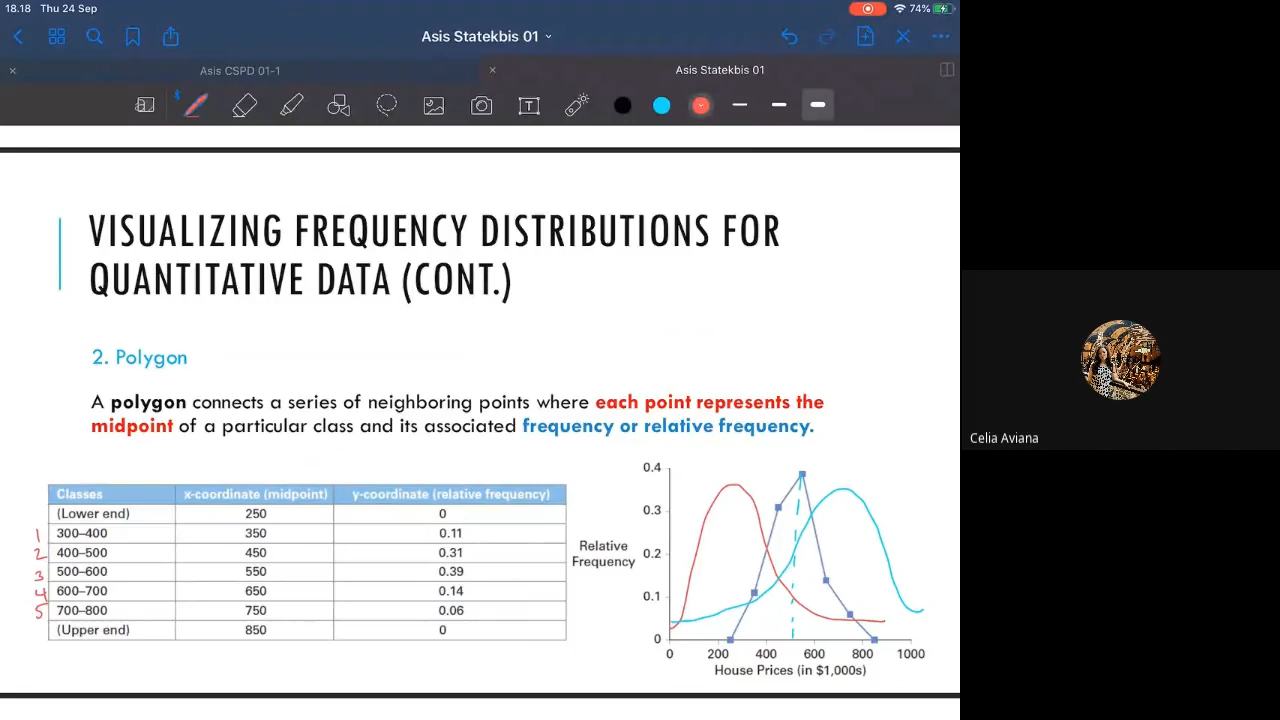 18.18 Thu 24 Sep 74%
Asis Statekbis 01
Asis CSPD 01-1 Asis Statekbis 01
VISUALIZING FREQUENCY DISTRIBUTIONS FOR
QUANTITATIVE DATA (CONT.)
2. Polygon
A polygon connects a series of neighboring points where each point represents the
midpoint of a particular class and its associated frequency or relative frequency.
Classes x-coordinate (midpoint) y-coordinate (relative frequency)
(Lower end) 250 0
1 300–400 350 0.11
2 400–500 450 0.31
3 500–600 550 0.39
4 600–700 650 0.14
5 700–800 750 0.06
(Upper end) 850 0
Relative
Frequency
0.4
0.3
0.2
0.1
0
0 200 400 600 800 1000
House Prices (in $1,000s)
Celia Aviana